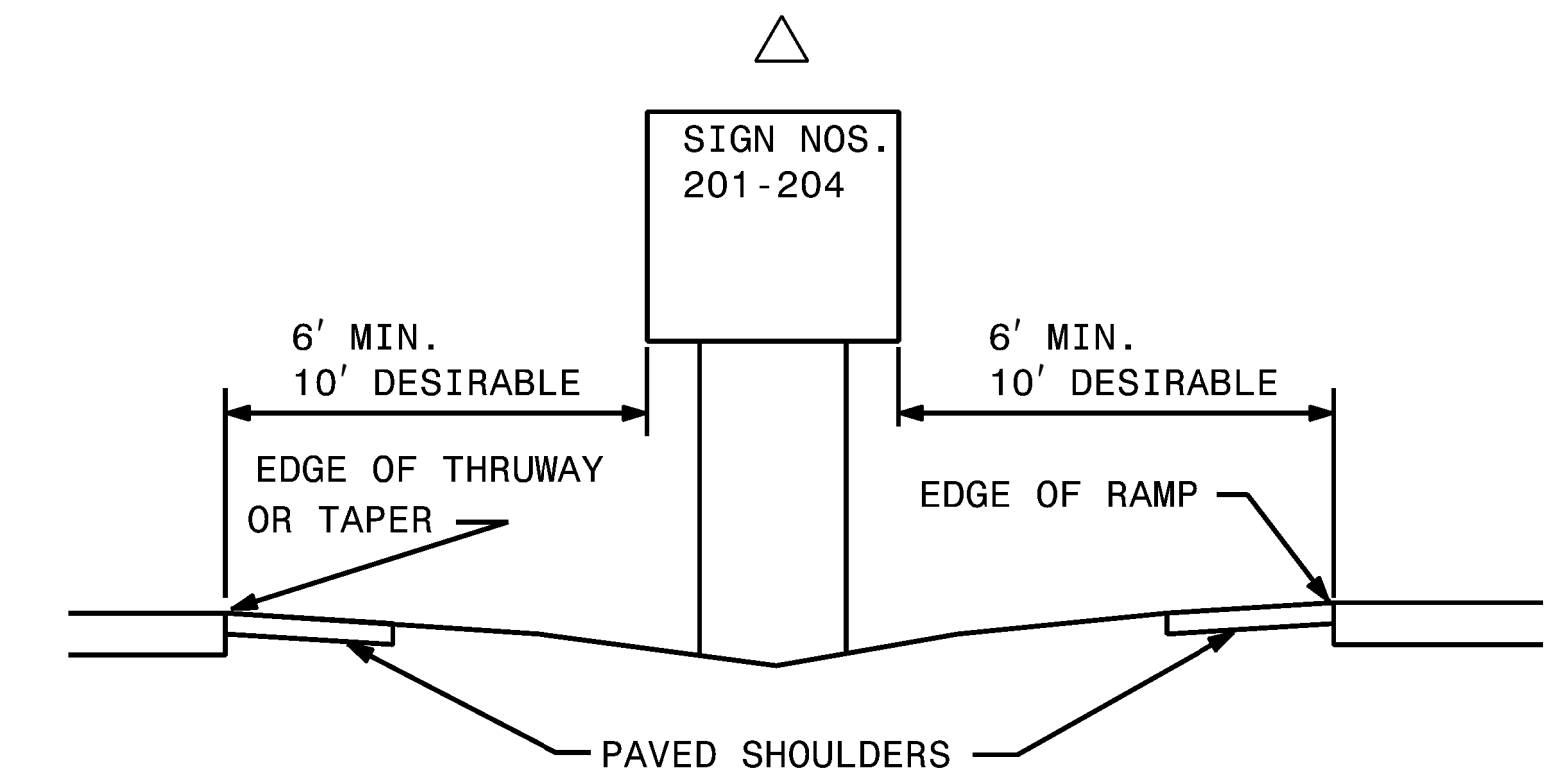 SIGN NOS.
201-204
6' MIN.
10' DESIRABLE
6' MIN.
10' DESIRABLE
EDGE OF THRUWAY
OR TAPER
EDGE OF RAMP
PAVED SHOULDERS